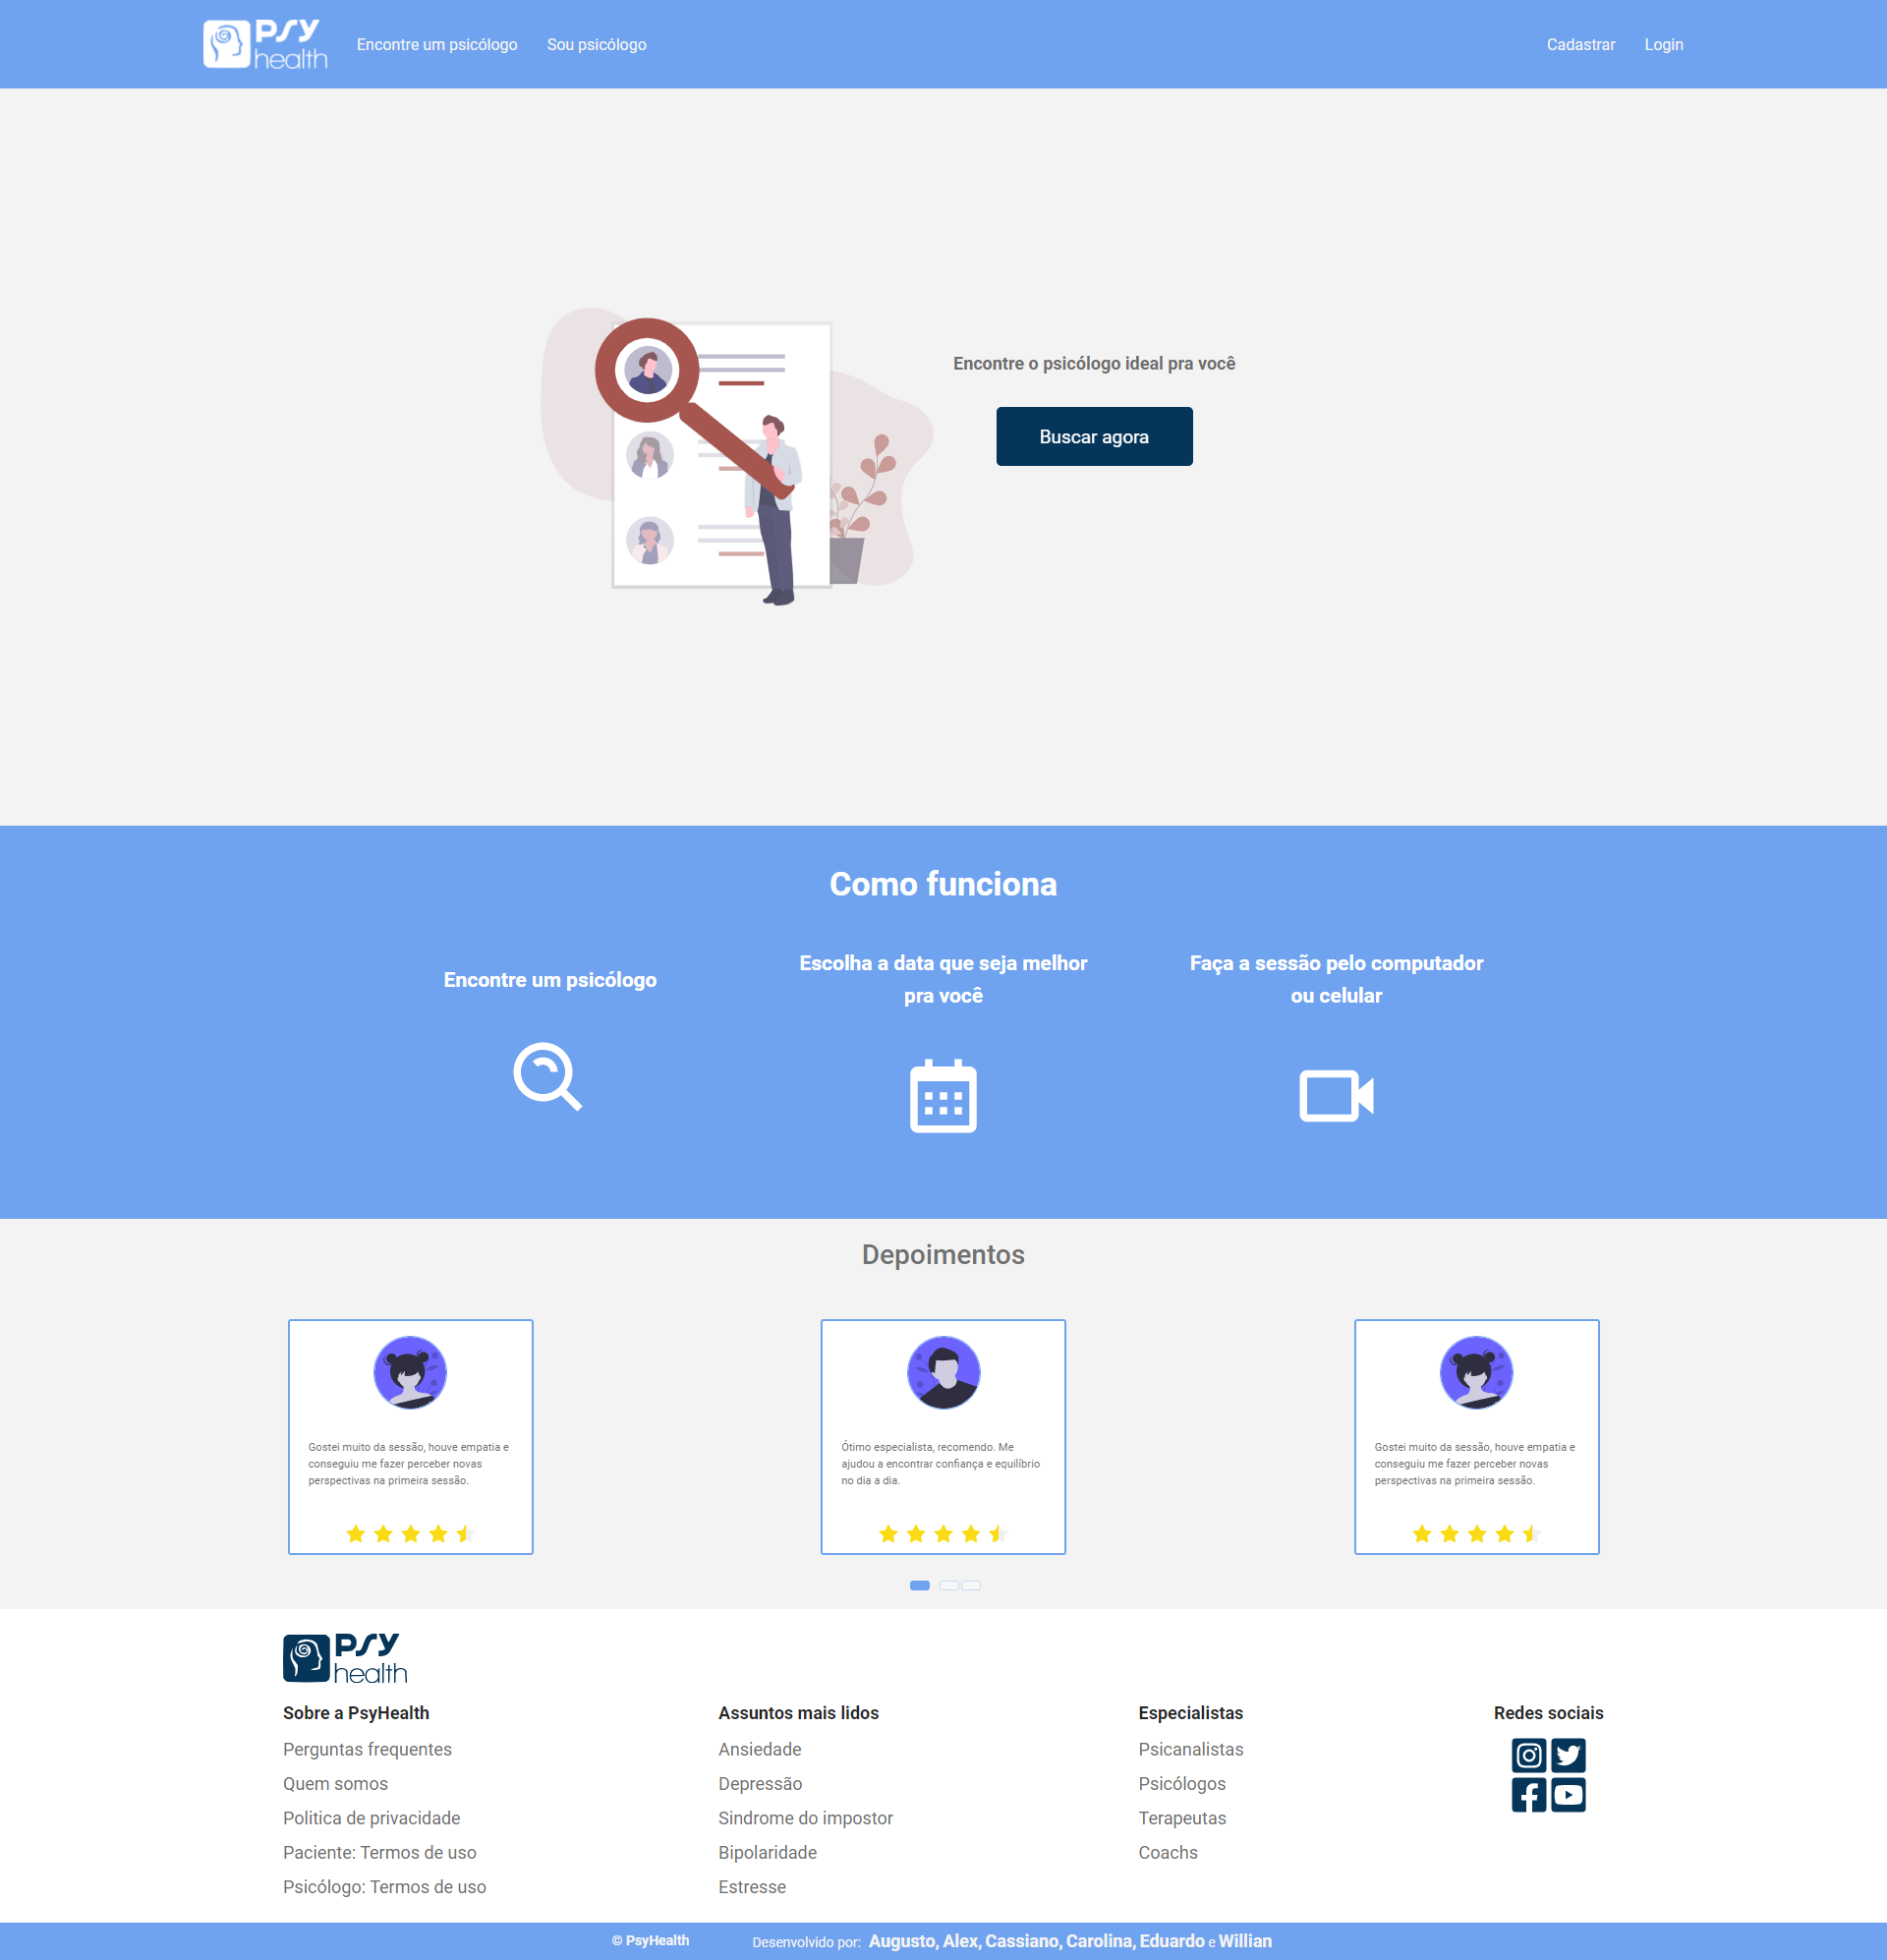 Psy
health
Encontre um psicólogo
Sou psicólogo
Cadastrar
Login
Encontre o psicólogo ideal pra você
Buscar agora
Como funciona
Encontre um psicólogo
Escolha a data que seja melhor
pra você
Faça a sessão pelo computador
ou celular
Depoimentos
Gostei muito da sessão, houve empatia e
conseguiu me fazer perceber novas
perspectivas na primeira sessão.
Ótimo especialista, recomendo. Me
ajudou a encontrar confiança e equilíbrio
no dia a dia.
Gostei muito da sessão, houve empatia e
conseguiu me fazer perceber novas
perspectivas na primeira sessão.
Psy
health
Sobre a PsyHealth
Perguntas frequentes
Quem somos
Politica de privacidade
Paciente: Termos de uso
Psicólogo: Termos de uso
Assuntos mais lidos
Ansiedade
Depressão
Sindrome do impostor
Bipolaridade
Estresse
Especialistas
Psicanalistas
Psicólogos
Terapeutas
Coachs
Redes sociais
© PsyHealth
Desenvolvido por: Augusto, Alex, Cassiano, Carolina, Eduardo e Willian